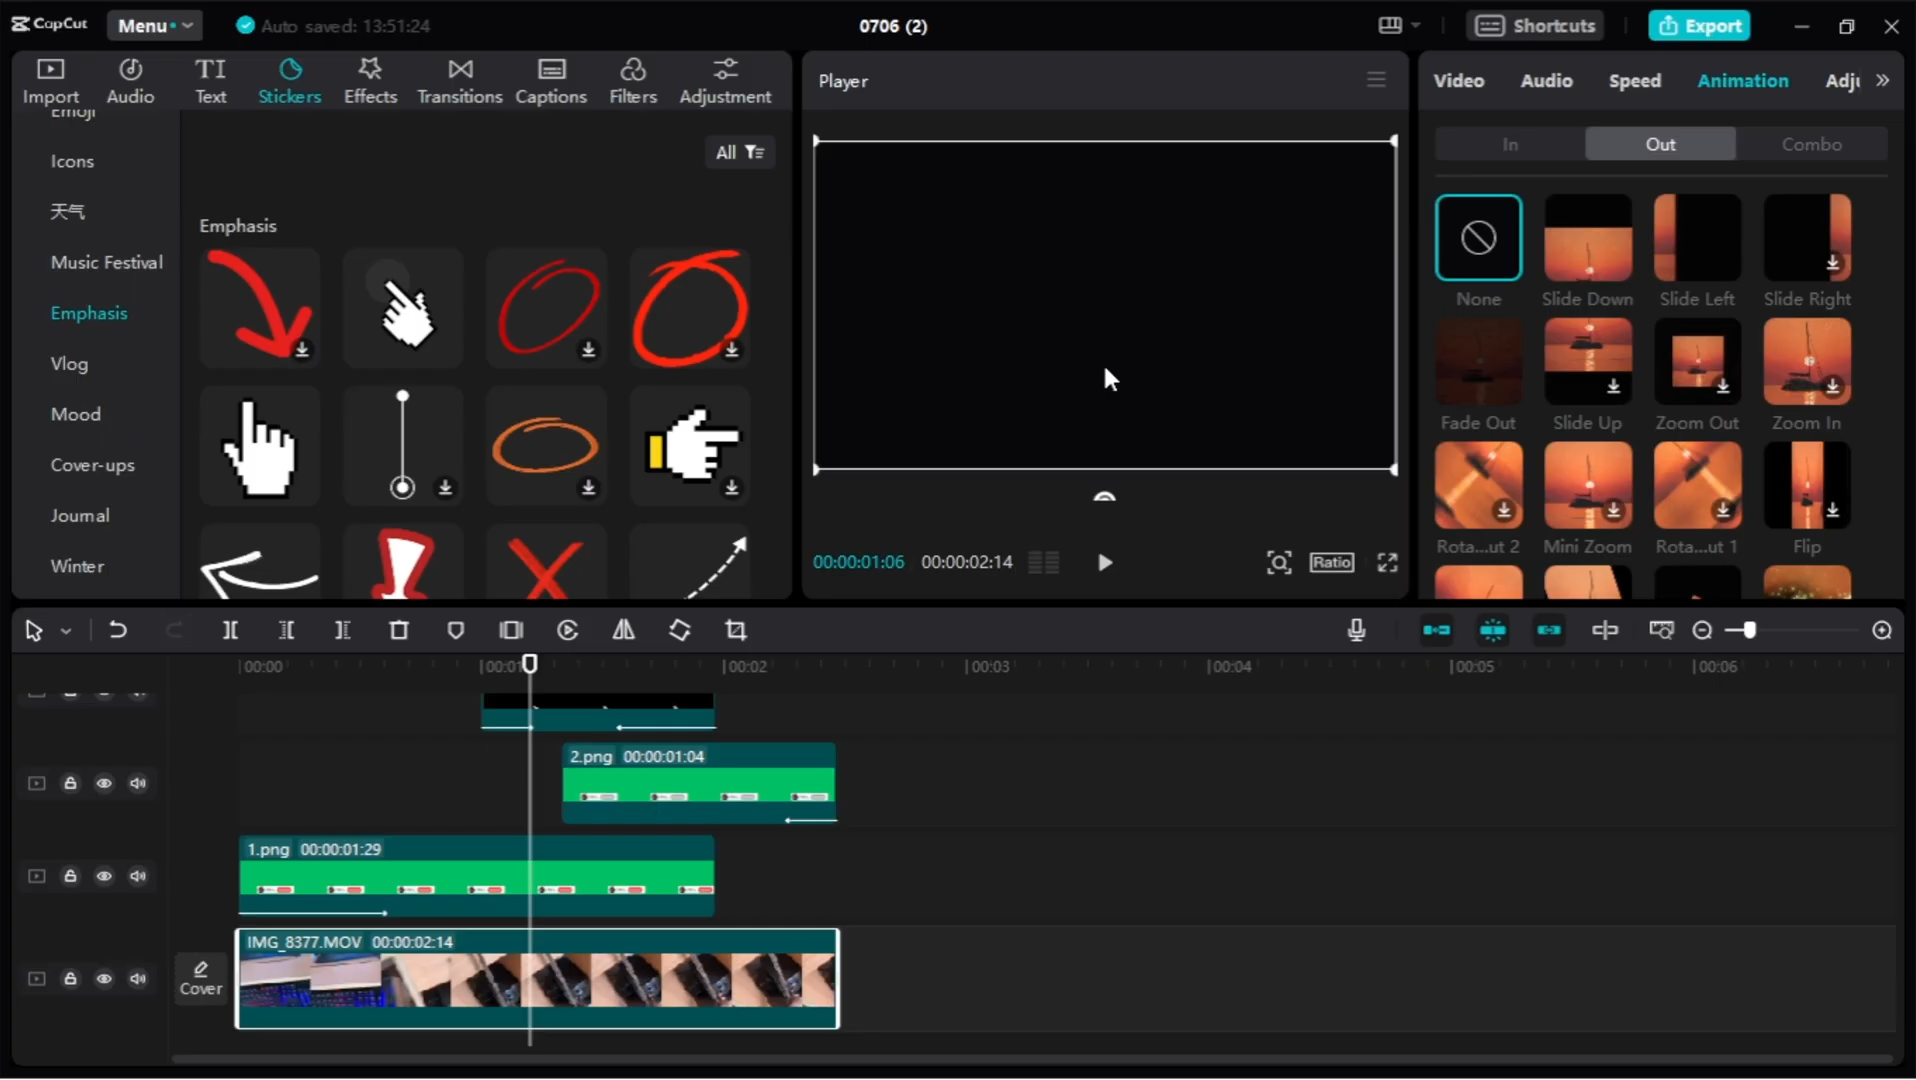 CapCut
Menu
Auto saved: 13:51:24
0706 (2)
Shortcuts
Export
Import
Audio
TI
Text
Stickers
Effects
Transitions
Captions
Filters
Adjustment
Emoji
Icons
天气
Music Festival
Emphasis
Vlog
Mood
Cover-ups
Journal
Winter
All
Emphasis
Player
00:00:01:06
00:00:02:14
Ratio
Video
Audio
Speed
Animation
Adju
In
Out
Combo
None
Slide Down
Slide Left
Slide Right
Fade Out
Slide Up
Zoom Out
Zoom In
Rota...ut 2
Mini Zoom
Rota...ut 1
Flip
00:00
00:01
00:02
00:03
00:04
00:05
00:06
2.png 00:00:01:04
1.png 00:00:01:29
Cover
IMG_8377.MOV 00:00:02:14